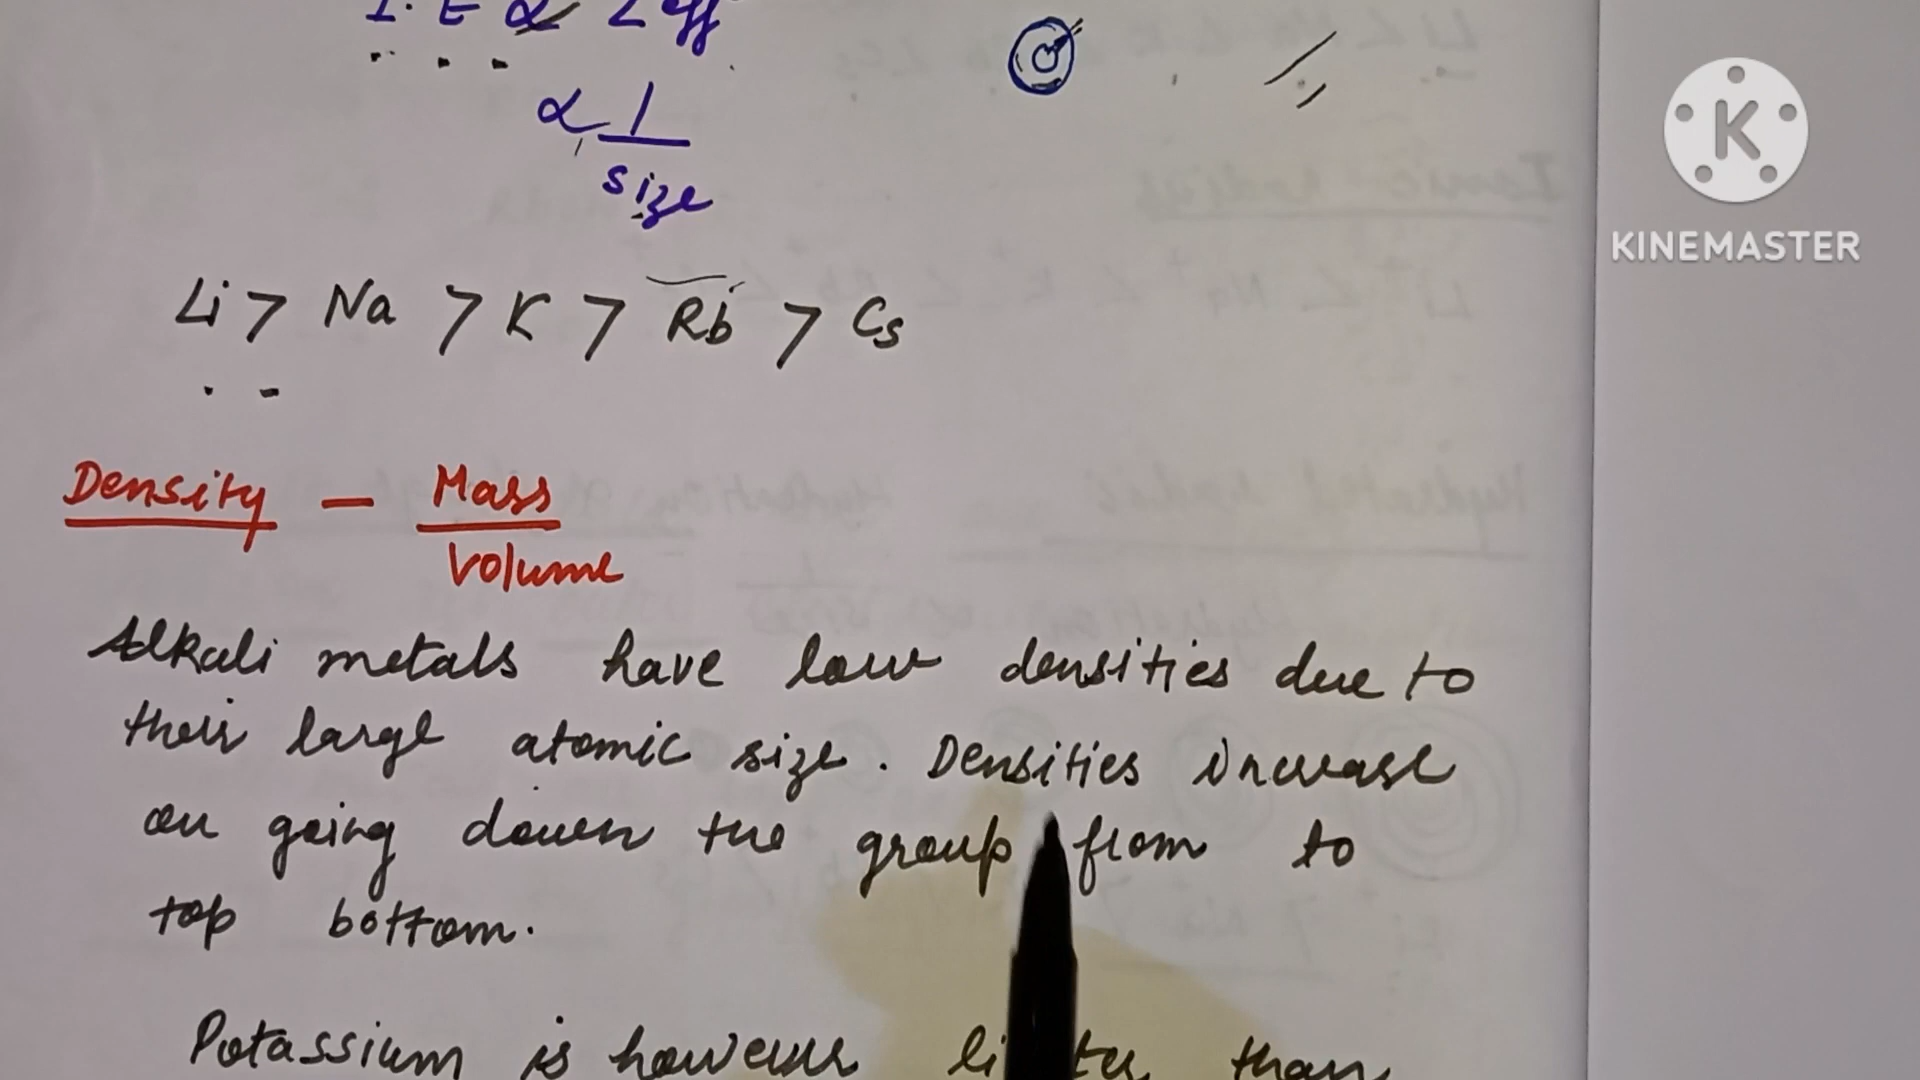 I. E α Zeff
α 1
size
Li > Na > K > Rb > Cs
Density — Mass
Volume
Alkali metals have low densities due to
their large atomic size. Densities increase
on going down the group from to
top bottom.
Potassium is however than
K
KINEMASTER